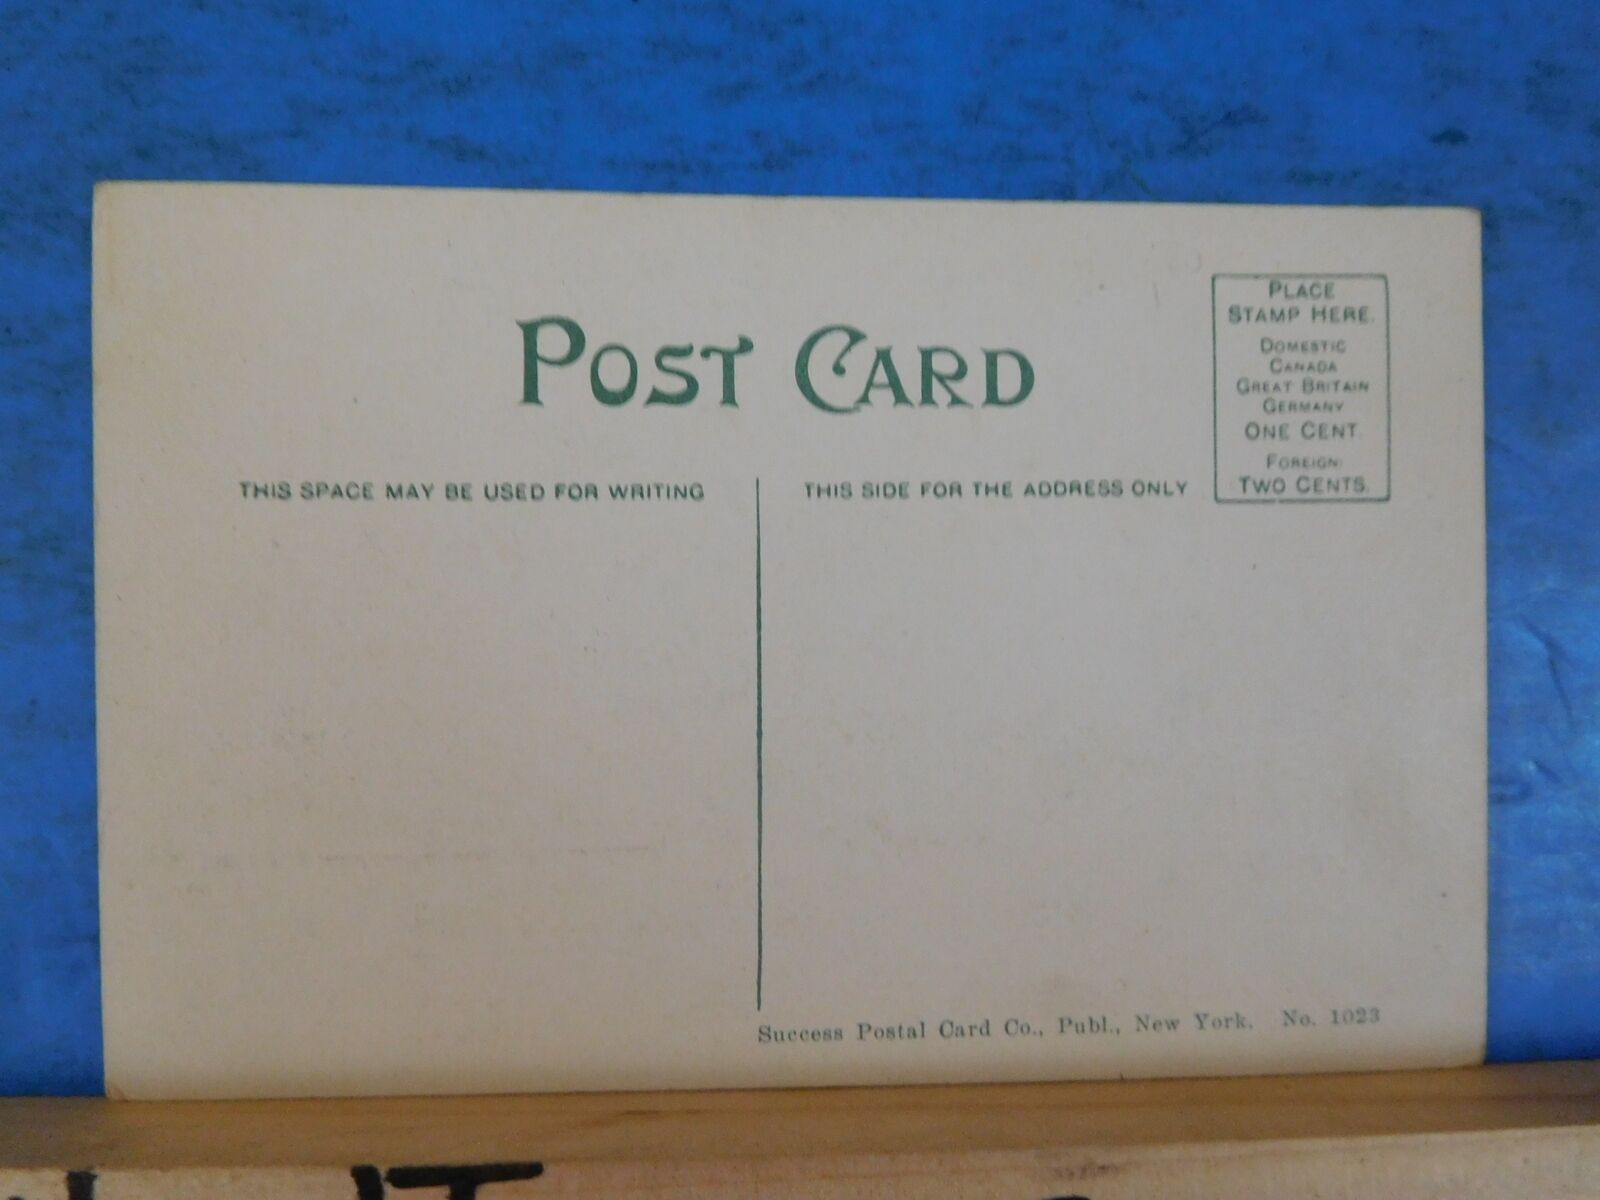 POST CARD
PLACE
STAMP HERE.
DOMESTIC
CANADA
GREAT BRITAIN
GERMANY
ONE CENT.
FOREIGN:
TWO CENTS.
THIS SPACE MAY BE USED FOR WRITING
THIS SIDE FOR THE ADDRESS ONLY
Success Postal Card Co., Publ., New York. No. 1023